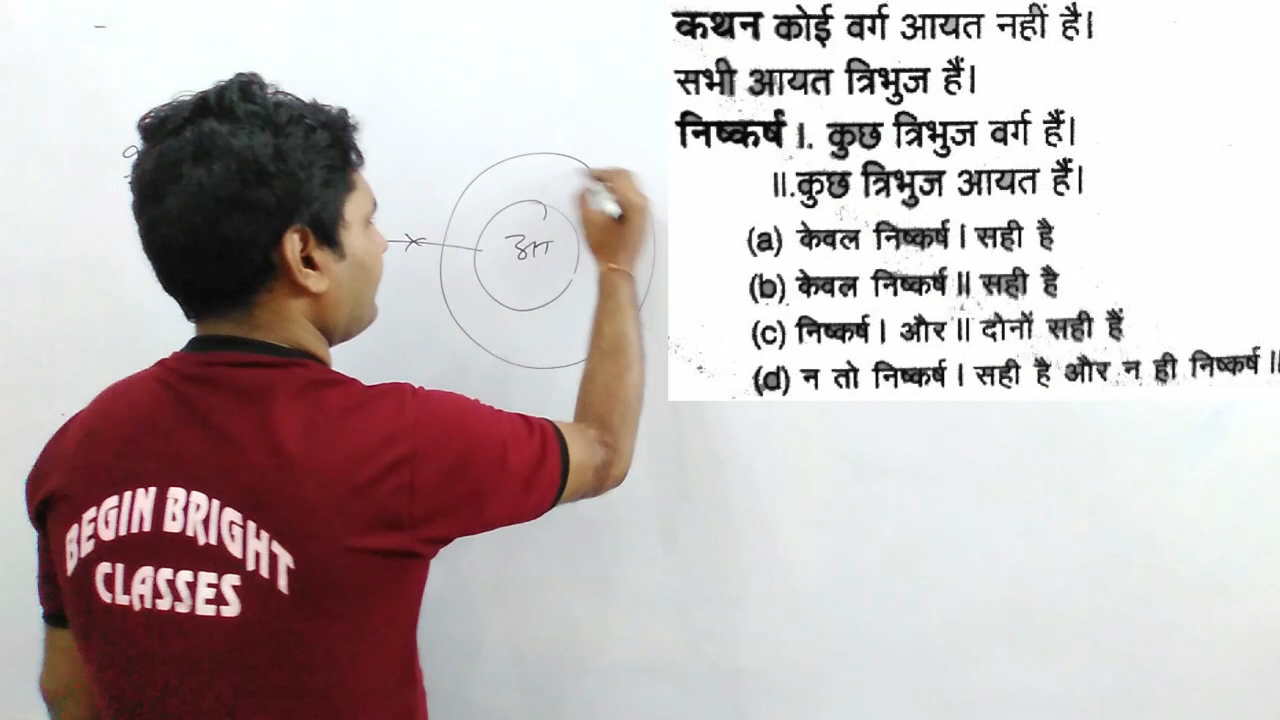 कथन कोई वर्ग आयत नहीं है।
सभी आयत त्रिभुज हैं।
निष्कर्ष I. कुछ त्रिभुज वर्ग हैं।
II.कुछ त्रिभुज आयत हैं।
(a) केवल निष्कर्ष I सही है
(b) केवल निष्कर्ष II सही है
(c) निष्कर्ष I और II दोनों सही हैं
(d) न तो निष्कर्ष I सही है और न ही निष्कर्ष II
आ
BEGIN BRIGHT
CLASSES